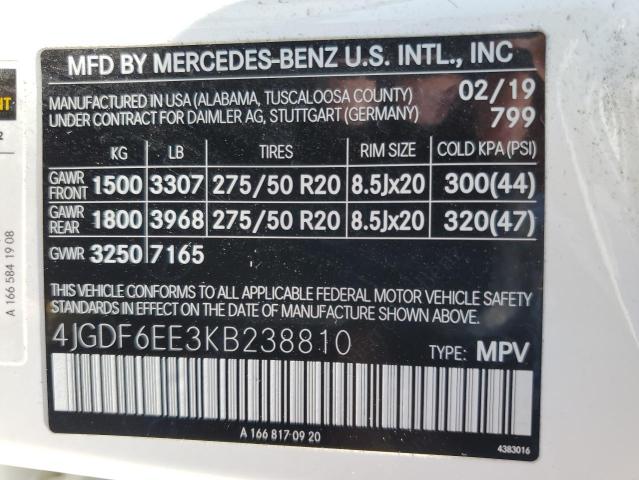 MFD BY MERCEDES-BENZ U.S. INTL., INC
MANUFACTURED IN USA (ALABAMA, TUSCALOOSA COUNTY) 02/19
UNDER CONTRACT FOR DAIMLER AG, STUTTGART (GERMANY) 799
KG LB TIRES RIM SIZE COLD KPA(PSI)
GAWR FRONT 1500 3307 275/50 R20 8.5Jx20 300(44)
GAWR REAR 1800 3968 275/50 R20 8.5Jx20 320(47)
GVWR 3250 7165
THIS VEHICLE CONFORMS TO ALL APPLICABLE FEDERAL MOTOR VEHICLE SAFETY
STANDARDS IN EFFECT ON THE DATE OF MANUFACTURE SHOWN ABOVE.
4JGDF6EE3KB238810 TYPE: MPV
A 166 817 09 20
4383016
A 166 584 19 08